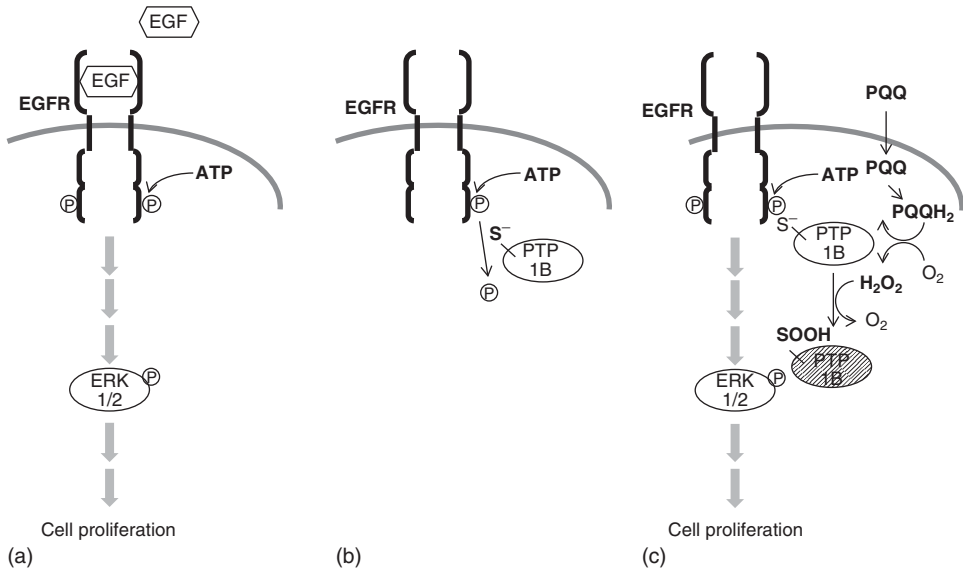 EGF
EGF
EGFR
ATP
P
P
ERK
1/2
P
Cell proliferation
(a)
EGFR
ATP
P
S⁻
PTP
1B
P
(b)
EGFR
PQQ
PQQ
ATP
PQQH₂
P
P
S⁻
PTP
1B
O₂
H₂O₂
O₂
SOOH
PTP
1B
ERK
1/2
P
Cell proliferation
(c)